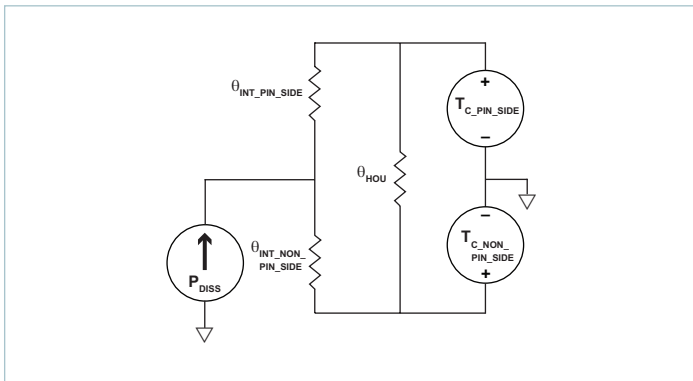 θINT_PIN_SIDE
+
TC_PIN_SIDE
–
θHOU
θINT_NON_
PIN_SIDE
–
TC_NON_
PIN_SIDE
+
PDISS